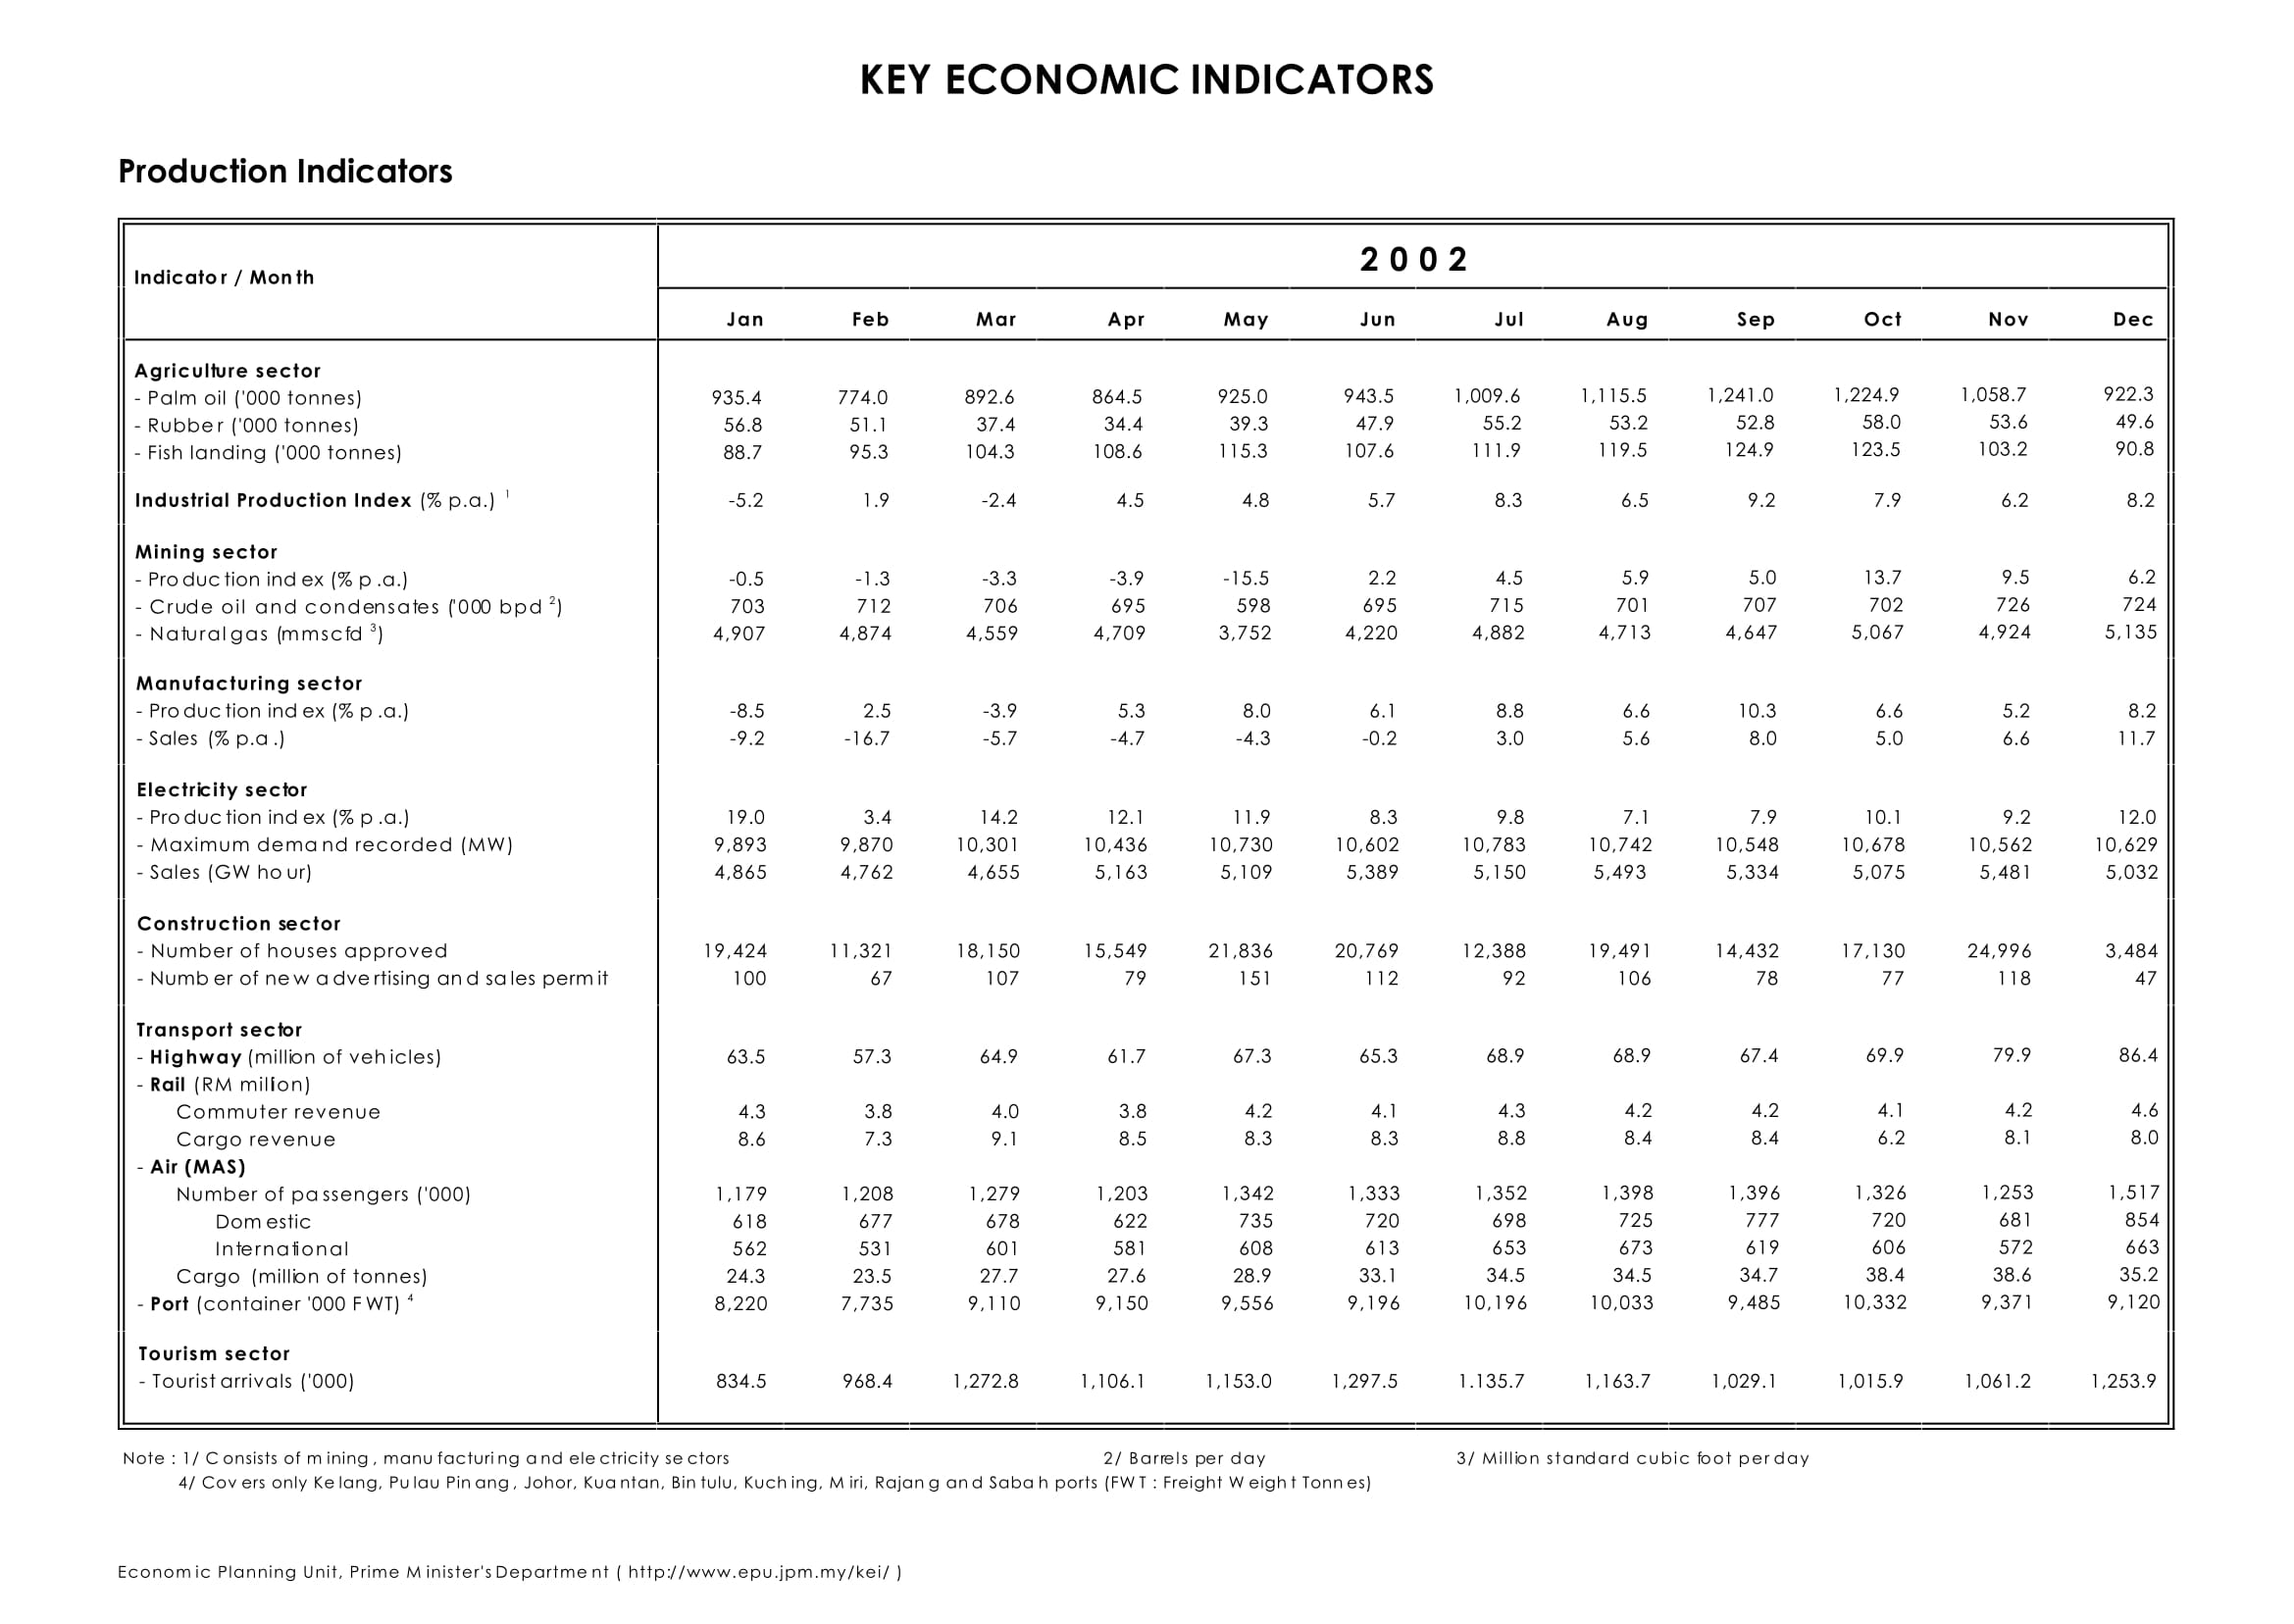 KEY ECONOMIC INDICATORS
Production Indicators
Indicator / Month
2002
Jan Feb Mar Apr May Jun Jul Aug Sep Oct Nov Dec
Agriculture sector
- Palm oil ('000 tonnes) 935.4 774.0 892.6 864.5 925.0 943.5 1,009.6 1,115.5 1,241.0 1,224.9 1,058.7 922.3
- Rubber ('000 tonnes) 56.8 51.1 37.4 34.4 39.3 47.9 55.2 53.2 52.8 58.0 53.6 49.6
- Fish landing ('000 tonnes) 88.7 95.3 104.3 108.6 115.3 107.6 111.9 119.5 124.9 123.5 103.2 90.8
Industrial Production Index (% p.a.) 1 -5.2 1.9 -2.4 4.5 4.8 5.7 8.3 6.5 9.2 7.9 6.2 8.2
Mining sector
- Production index (% p.a.) -0.5 -1.3 -3.3 -3.9 -15.5 2.2 4.5 5.9 5.0 13.7 9.5 6.2
- Crude oil and condensates ('000 bpd 2) 703 712 706 695 598 695 715 701 707 702 726 724
- Natural gas (mmscfd 3) 4,907 4,874 4,559 4,709 3,752 4,220 4,882 4,713 4,647 5,067 4,924 5,135
Manufacturing sector
- Production index (% p.a.) -8.5 2.5 -3.9 5.3 8.0 6.1 8.8 6.6 10.3 6.6 5.2 8.2
- Sales (% p.a.) -9.2 -16.7 -5.7 -4.7 -4.3 -0.2 3.0 5.6 8.0 5.0 6.6 11.7
Electricity sector
- Production index (% p.a.) 19.0 3.4 14.2 12.1 11.9 8.3 9.8 7.1 7.9 10.1 9.2 12.0
- Maximum demand recorded (MW) 9,893 9,870 10,301 10,436 10,730 10,602 10,783 10,742 10,548 10,678 10,562 10,629
- Sales (GW hour) 4,865 4,762 4,655 5,163 5,109 5,389 5,150 5,493 5,334 5,075 5,481 5,032
Construction sector
- Number of houses approved 19,424 11,321 18,150 15,549 21,836 20,769 12,388 19,491 14,432 17,130 24,996 3,484
- Number of new advertising and sales permit 100 67 107 79 151 112 92 106 78 77 118 47
Transport sector
- Highway (million of vehicles) 63.5 57.3 64.9 61.7 67.3 65.3 68.9 68.9 67.4 69.9 79.9 86.4
- Rail (RM million)
Commuter revenue 4.3 3.8 4.0 3.8 4.2 4.1 4.3 4.2 4.2 4.1 4.2 4.6
Cargo revenue 8.6 7.3 9.1 8.5 8.3 8.3 8.8 8.4 8.4 6.2 8.1 8.0
- Air (MAS)
Number of passengers ('000) 1,179 1,208 1,279 1,203 1,342 1,333 1,352 1,398 1,396 1,326 1,253 1,517
Domestic 618 677 678 622 735 720 698 725 777 720 681 854
International 562 531 601 581 608 613 653 673 619 606 572 663
Cargo (million of tonnes) 24.3 23.5 27.7 27.6 28.9 33.1 34.5 34.5 34.7 38.4 38.6 35.2
- Port (container '000 FWT) 4 8,220 7,735 9,110 9,150 9,556 9,196 10,196 10,033 9,485 10,332 9,371 9,120
Tourism sector
- Tourist arrivals ('000) 834.5 968.4 1,272.8 1,106.1 1,153.0 1,297.5 1.135.7 1,163.7 1,029.1 1,015.9 1,061.2 1,253.9
Note : 1/ Consists of mining, manufacturing and electricity sectors 2/ Barrels per day 3/ Million standard cubic foot per day
4/ Covers only Kelang, Pulau Pinang, Johor, Kuantan, Bintulu, Kuching, Miri, Rajang and Sabah ports (FWT : Freight Weight Tonnes)
Economic Planning Unit, Prime Minister's Department ( http://www.epu.jpm.my/kei/ )